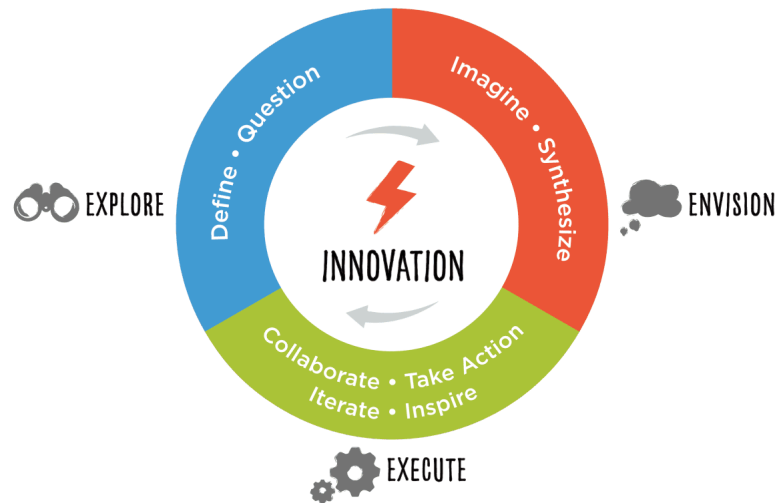 Define • Question
Imagine • Synthesize
EXPLORE
ENVISION
INNOVATION
Collaborate • Take Action
Iterate • Inspire
EXECUTE